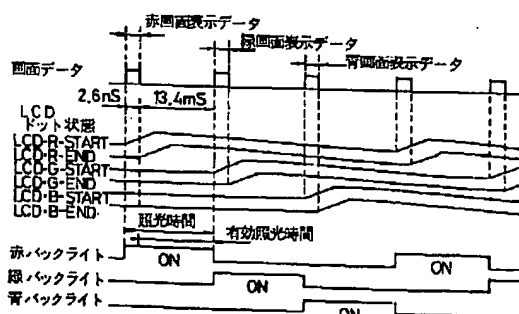 赤画面表示データ
緑画面表示データ
青画面表示データ
画面データ
2.6nS 13.4mS
LCD
ドット状態
LCD-R-START
LCD-R-END
LCD-G-START
LCD-G-END
LCD-B-START
LCD-B-END
照光時間
有効照光時間
赤バックライト ON ON
緑バックライト ON
青バックライト ON